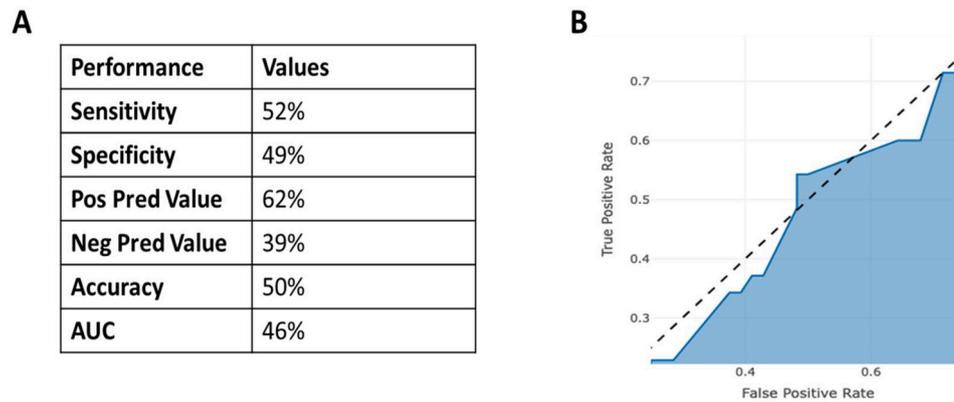 A
Performance Values
Sensitivity 52%
Specificity 49%
Pos Pred Value 62%
Neg Pred Value 39%
Accuracy 50%
AUC 46%
B
0.7
0.6
0.5
0.4
0.3
True Positive Rate
0.4 0.6
False Positive Rate